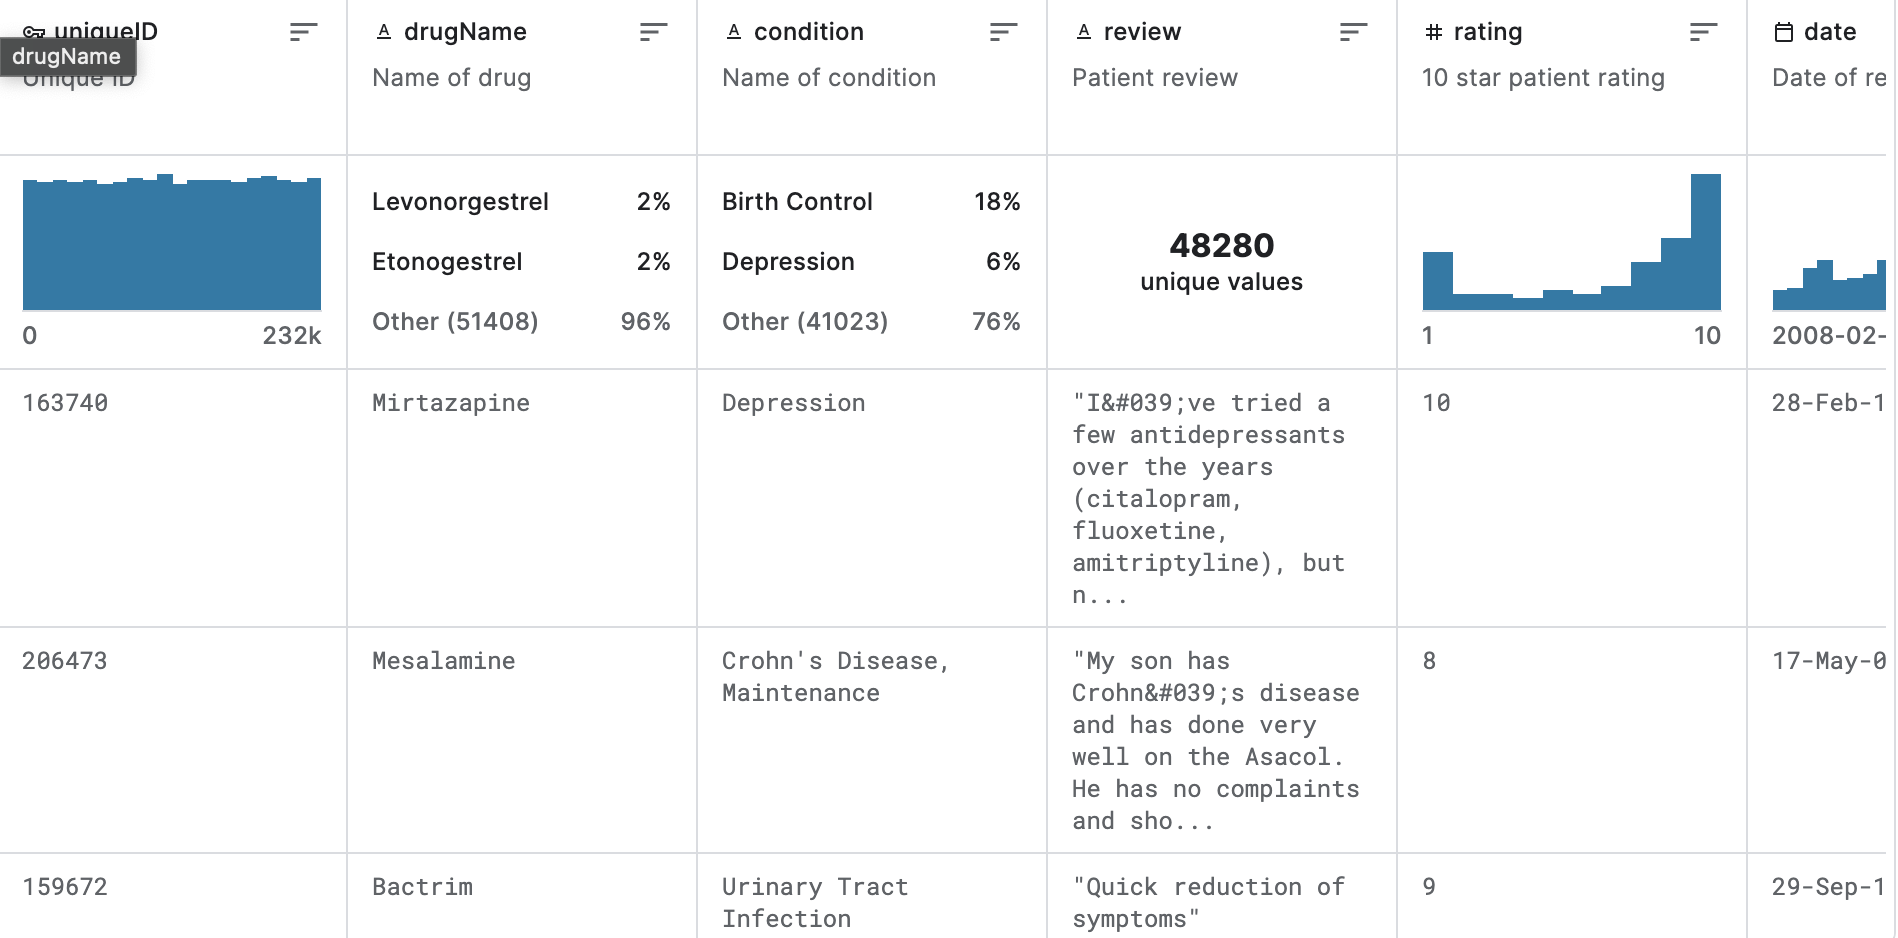 uniqueID
drugName
Unique ID
drugName
Name of drug
condition
Name of condition
review
Patient review
rating
10 star patient rating
date
Date of re
0
232k
Levonorgestrel 2%
Etonogestrel 2%
Other (51408) 96%
Birth Control 18%
Depression 6%
Other (41023) 76%
48280
unique values
1
10
2008-02-
163740
Mirtazapine
Depression
"I&#039;ve tried a
few antidepressants
over the years
(citalopram,
fluoxetine,
amitriptyline), but
n...
10
28-Feb-1
206473
Mesalamine
Crohn's Disease,
Maintenance
"My son has
Crohn&#039;s disease
and has done very
well on the Asacol.
He has no complaints
and sho...
8
17-May-0
159672
Bactrim
Urinary Tract
Infection
"Quick reduction of
symptoms"
9
29-Sep-1